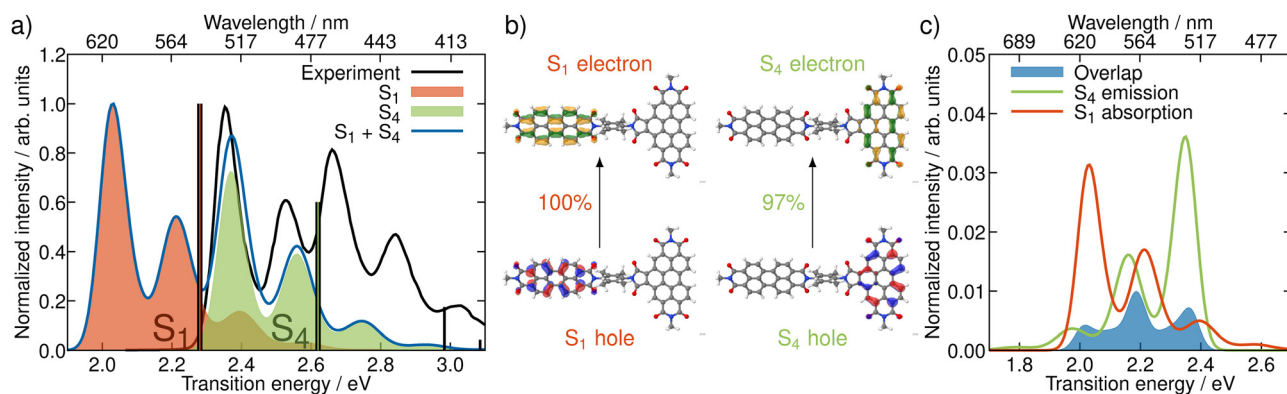 a)
Wavelength / nm
620 564 517 477 443 413
Normalized intensity / arb. units
1.2
1.0
0.8
0.6
0.4
0.2
0.0
Experiment
S₁
S₄
S₁ + S₄
S₁ S₄
2.0 2.2 2.4 2.6 2.8 3.0
Transition energy / eV
b)
S₁ electron S₄ electron
100% 97%
S₁ hole S₄ hole
c)
Wavelength / nm
689 620 564 517 477
Normalized intensity / arb. units
0.05
0.04
0.03
0.02
0.01
0.00
Overlap
S₄ emission
S₁ absorption
1.8 2.0 2.2 2.4 2.6
Transition energy / eV